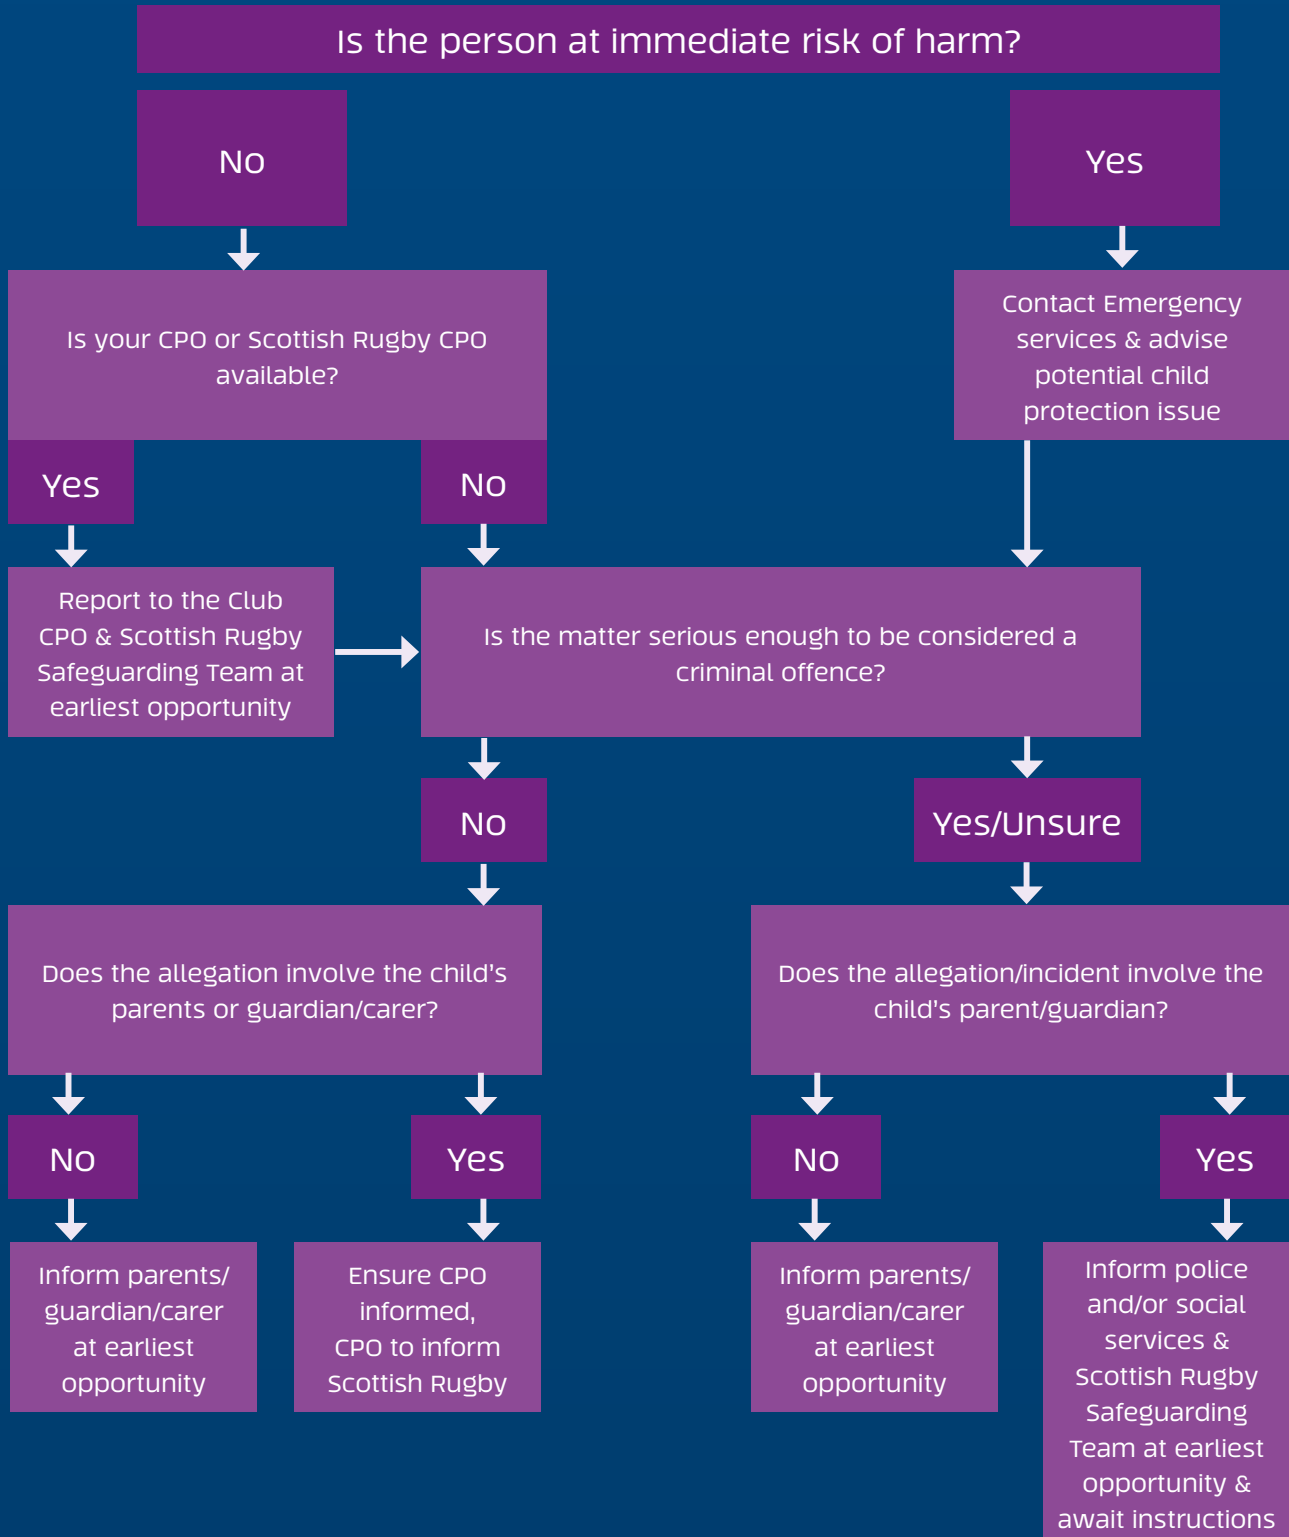 Is the person at immediate risk of harm?
No
Yes
Is your CPO or Scottish Rugby CPO
available?
Contact Emergency
services & advise
potential child
protection issue
Yes
No
Report to the Club
CPO & Scottish Rugby
Safeguarding Team at
earliest opportunity
Is the matter serious enough to be considered a
criminal offence?
No
Yes/Unsure
Does the allegation involve the child's
parents or guardian/carer?
Does the allegation/incident involve the
child's parent/guardian?
No
Yes
No
Yes
Inform parents/
guardian/carer
at earliest
opportunity
Ensure CPO
informed,
CPO to inform
Scottish Rugby
Inform parents/
guardian/carer
at earliest
opportunity
Inform police
and/or social
services &
Scottish Rugby
Safeguarding
Team at earliest
opportunity &
await instructions